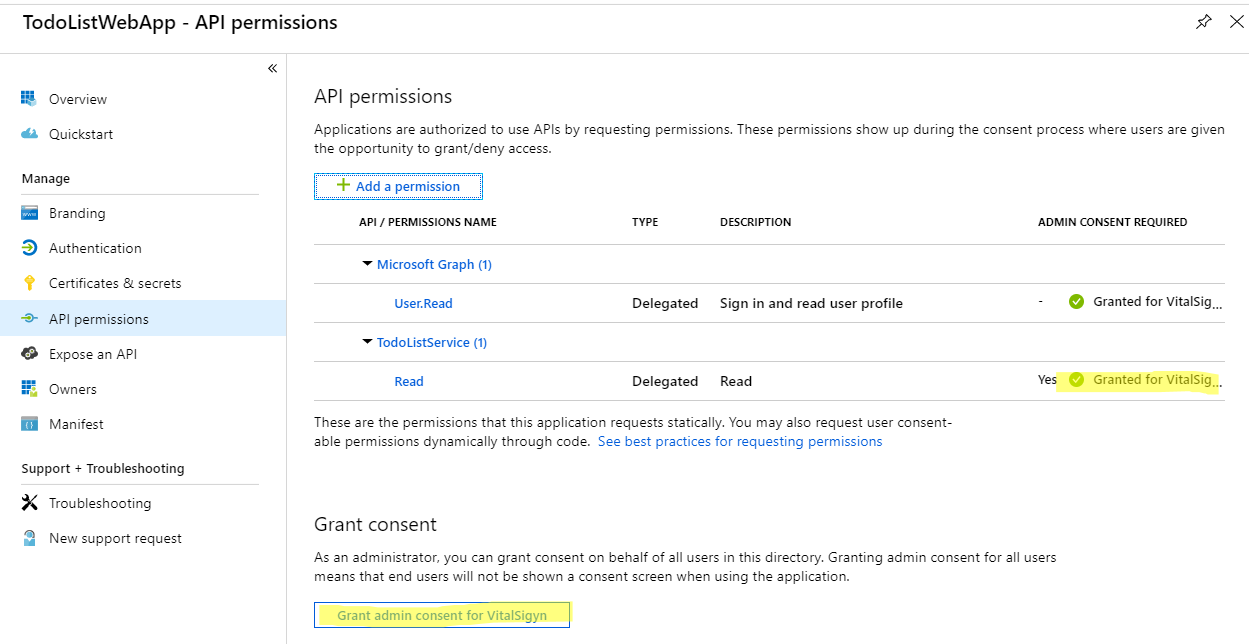 TodoListWebApp - API permissions
«
Overview
Quickstart
Manage
Branding
Authentication
Certificates & secrets
API permissions
Expose an API
Owners
Manifest
Support + Troubleshooting
Troubleshooting
New support request
API permissions
Applications are authorized to use APIs by requesting permissions. These permissions show up during the consent process where users are given
the opportunity to grant/deny access.
+ Add a permission
API / PERMISSIONS NAME TYPE DESCRIPTION ADMIN CONSENT REQUIRED
Microsoft Graph (1)
User.Read Delegated Sign in and read user profile - Granted for VitalSig...
TodoListService (1)
Read Delegated Read Yes Granted for VitalSig...
These are the permissions that this application requests statically. You may also request user consent-
able permissions dynamically through code. See best practices for requesting permissions
Grant consent
As an administrator, you can grant consent on behalf of all users in this directory. Granting admin consent for all users
means that end users will not be shown a consent screen when using the application.
Grant admin consent for VitalSigyn